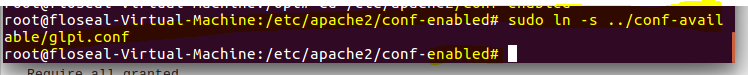 root@floseal-Virtual-Machine:/etc/apache2/conf-enabled# sudo ln -s ../conf-avail
able/glpi.conf
root@floseal-Virtual-Machine:/etc/apache2/conf-enabled#
Require all granted